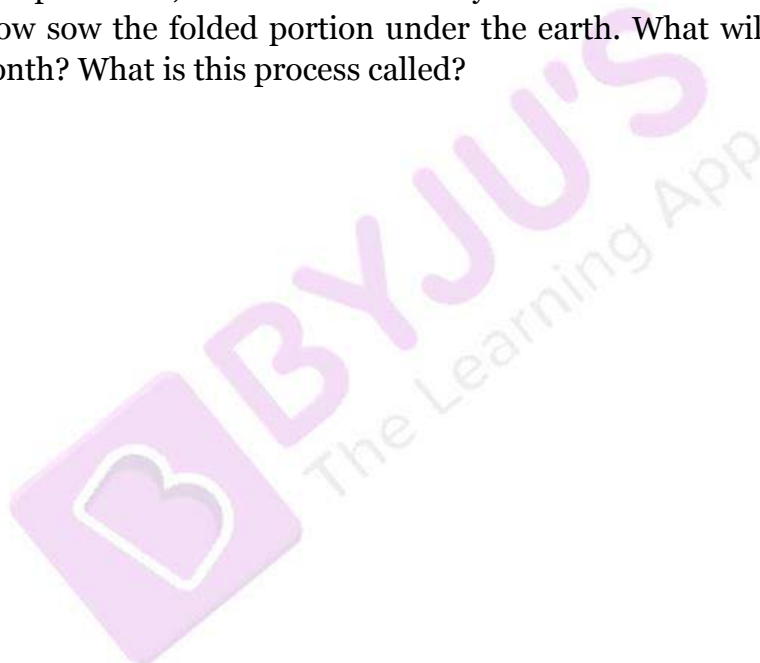 ow sow the folded portion under the earth. What wil
onth? What is this process called?
BYJU'S
The Learning App